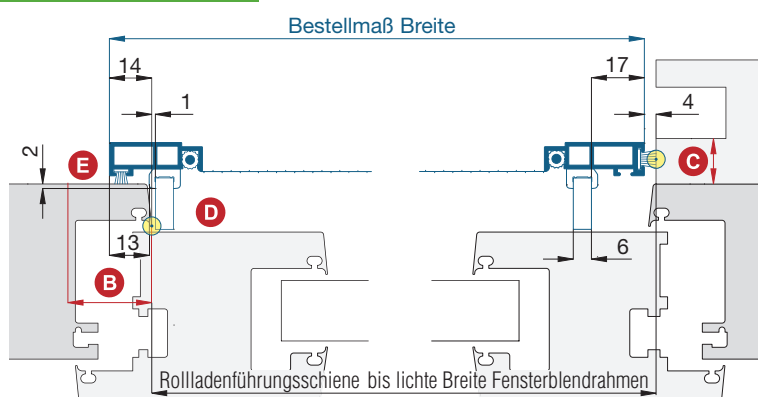 Bestellmaß Breite
14
17
1
4
2
E
C
D
13
6
B
Rollladenführungsschiene bis lichte Breite Fensterblendrahmen